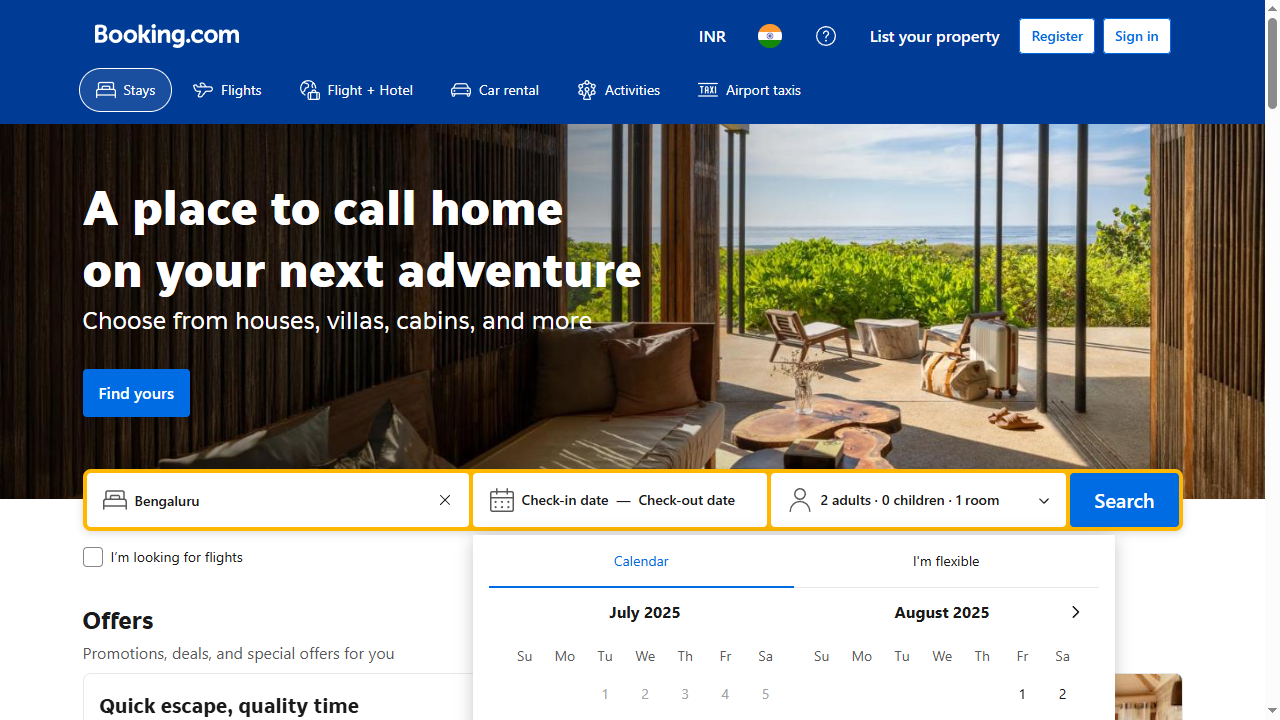 Booking.com
INR
List your property
Register
Sign in
Stays
Flights
Flight + Hotel
Car rental
Activities
TAXI
Airport taxis
A place to call home
on your next adventure
Choose from houses, villas, cabins, and more
Find yours
Bengaluru
Check-in date — Check-out date
2 adults · 0 children · 1 room
Search
I’m looking for flights
Calendar
I'm flexible
July 2025
August 2025
Su Mo Tu We Th Fr Sa
Su Mo Tu We Th Fr Sa
1 2 3 4 5
1 2
Offers
Promotions, deals, and special offers for you
Quick escape, quality time